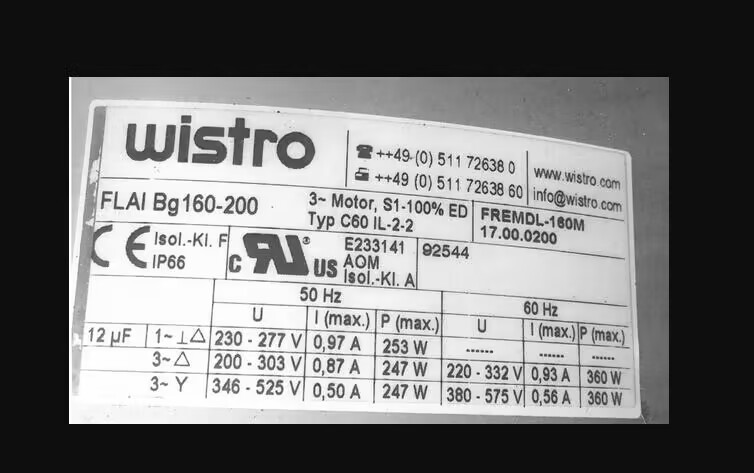 wistro
☎ ++49-(0) 511 72638 0
++49 (0) 511 72638 60
www.wistro.com
info@wistro.com
FLAI Bg160-200
3~ Motor, S1-100% ED
Typ C60 IL-2-2
FREMDL-160M
17.00.0200
CE Isol.-Kl. F
IP66
c RU® US
E233141
AOM
Isol.-Kl. A
92544
50 Hz 60 Hz
U I (max.) P (max.) U I (max.) P (max.)
12 µF 1~ ⊥ △ 230 - 277 V 0,97 A 253 W ------ ------ ------
3~ △ 200 - 303 V 0,87 A 247 W 220 - 332 V 0,93 A 360 W
3~ Y 346 - 525 V 0,50 A 247 W 380 - 575 V 0,56 A 360 W